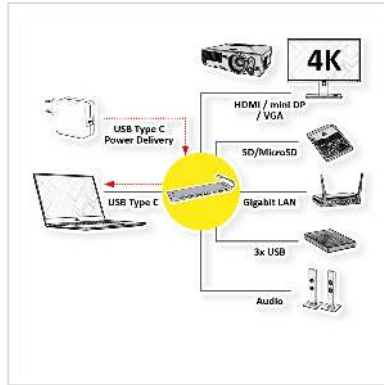 4K
HDMI / mini DP
/ VGA
USB Type C
Power Delivery
SD/MicroSD
USB Type C
Gigabit LAN
3x USB
Audio